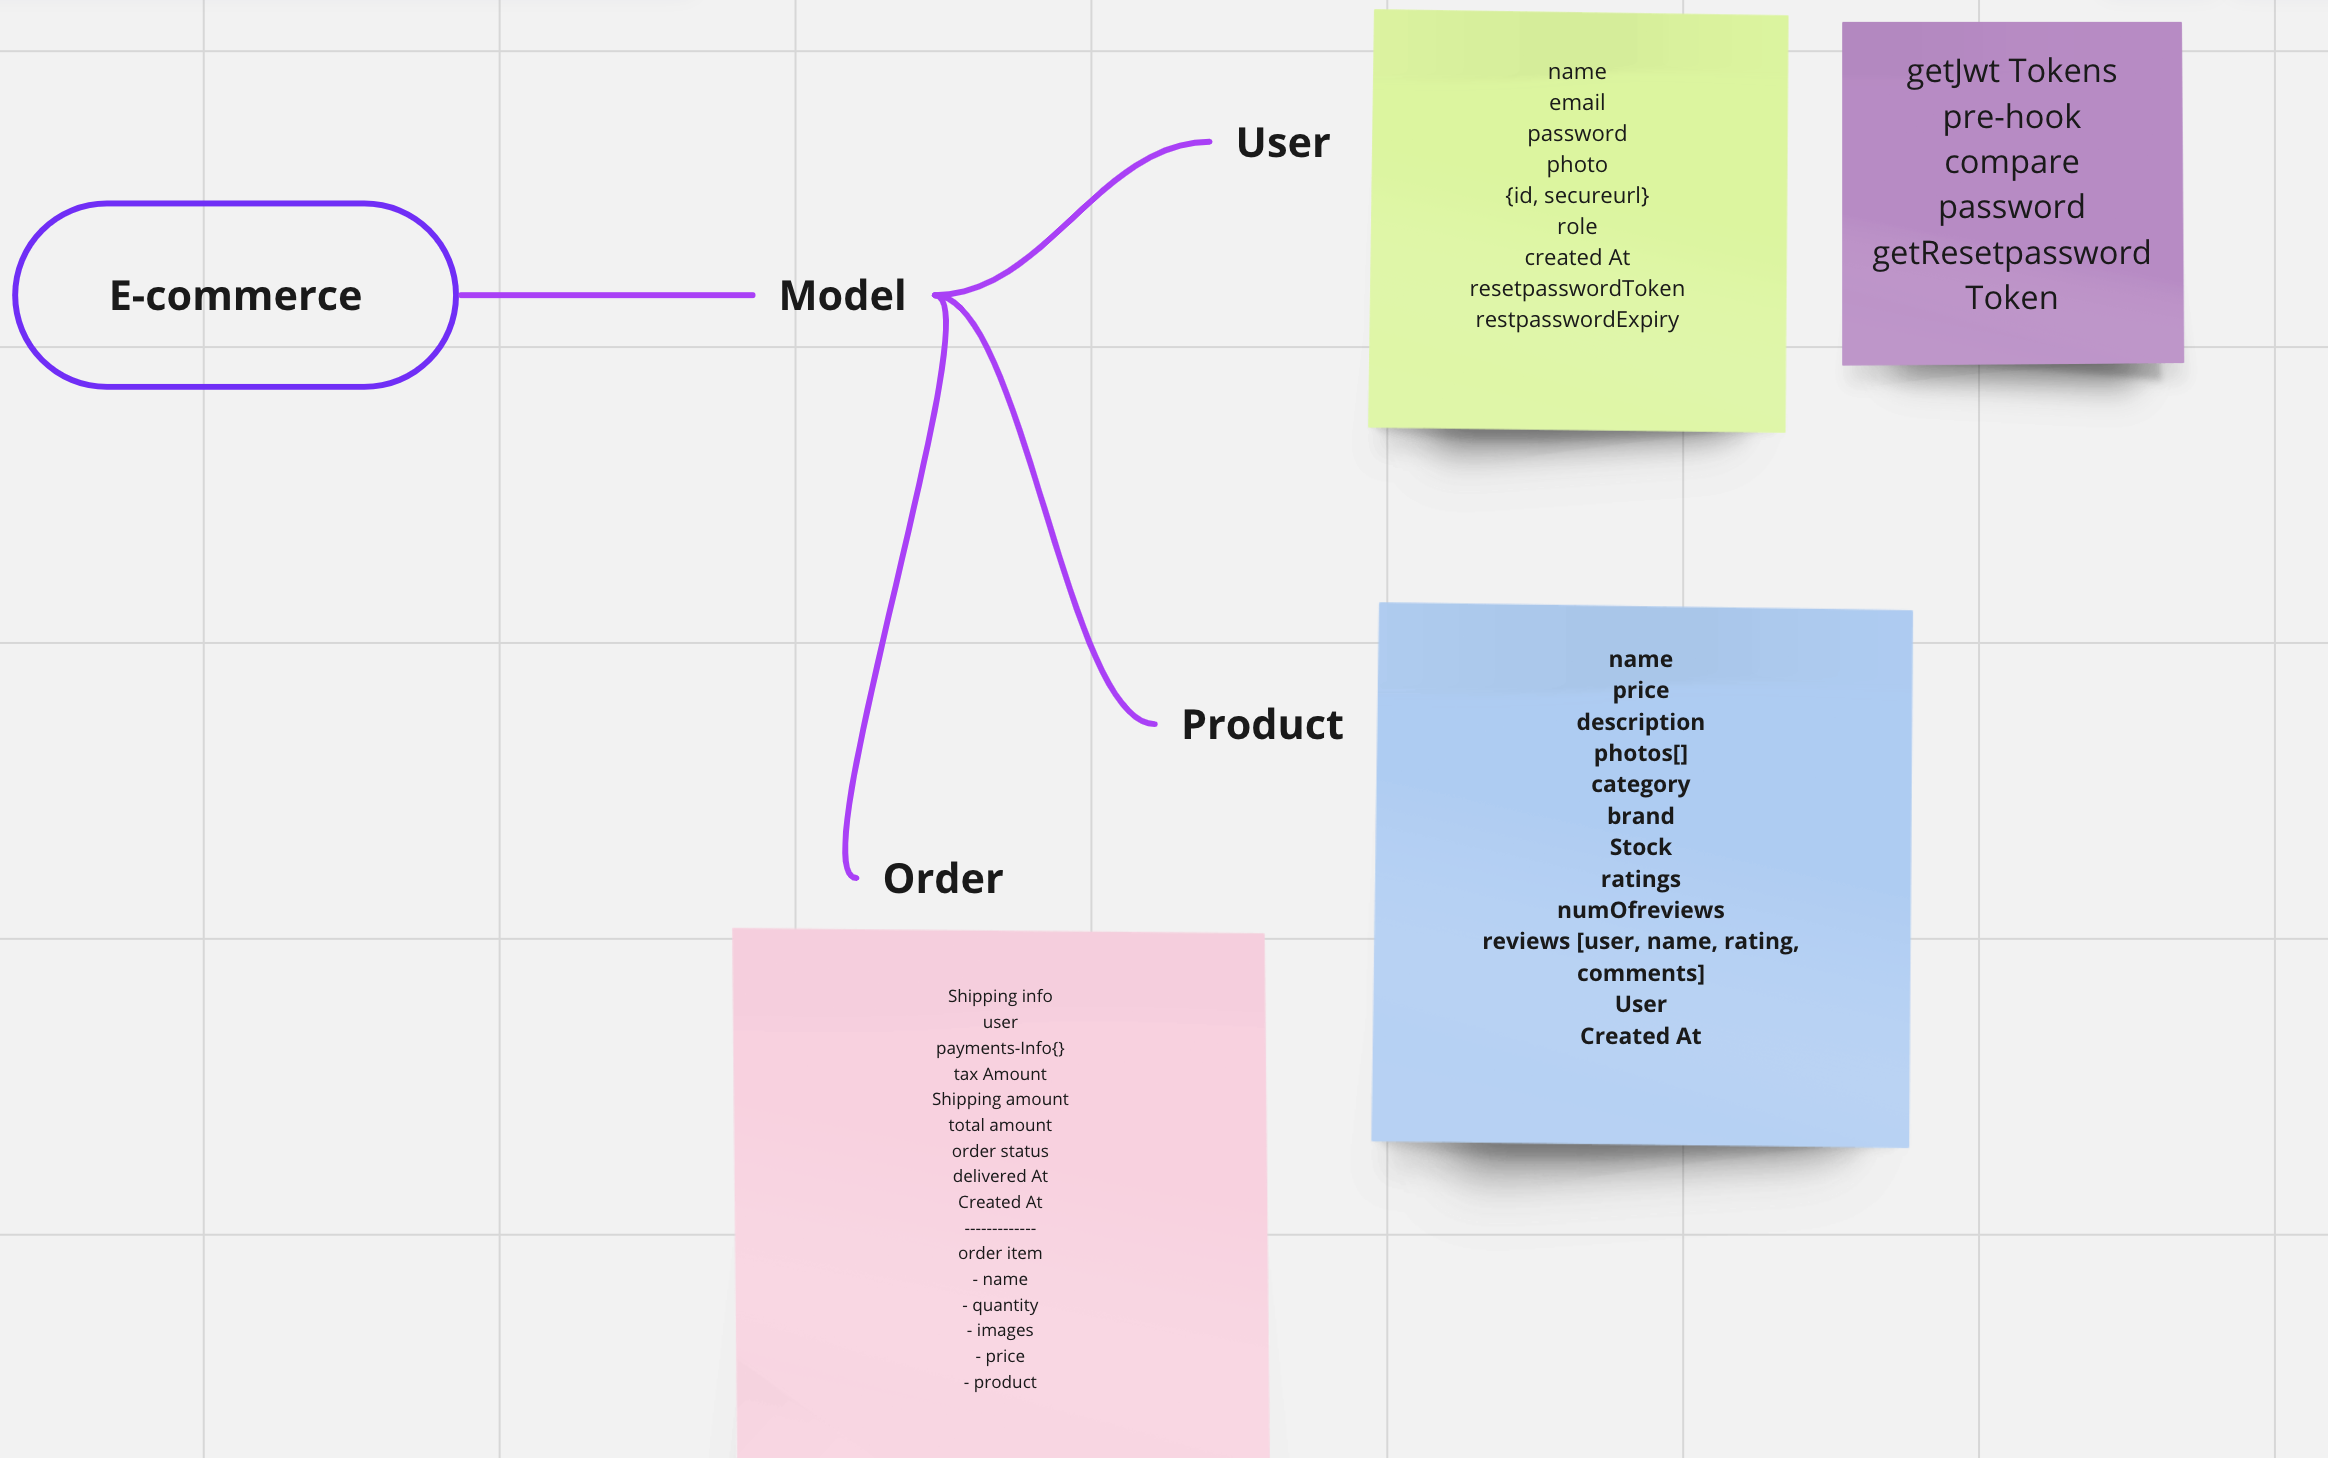 E-commerce
Model
User
name
email
password
photo
{id, secureurl}
role
created At
resetpasswordToken
restpasswordExpiry
getJwt Tokens
pre-hook
compare
password
getResetpassword
Token
Product
name
price
description
photos[]
category
brand
Stock
ratings
numOfreviews
reviews [user, name, rating,
comments]
User
Created At
Order
Shipping info
user
payments-Info{}
tax Amount
Shipping amount
total amount
order status
delivered At
Created At
-------------
order item
- name
- quantity
- images
- price
- product